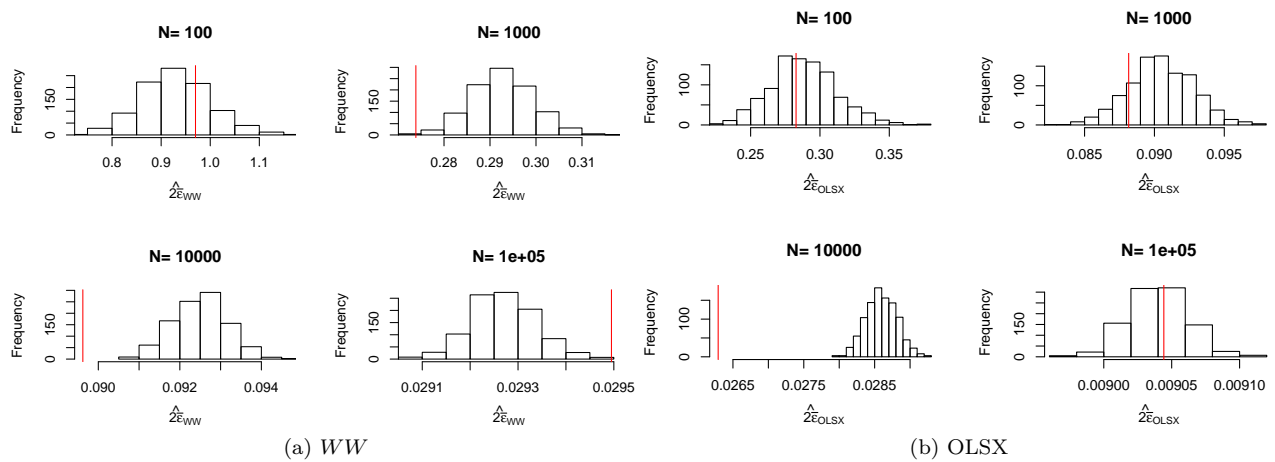 N= 100
Frequency
0 150
0.8 0.9 1.0 1.1
2ε̂̅WW
N= 1000
Frequency
0 150
0.28 0.29 0.30 0.31
2ε̂̅WW
N= 10000
Frequency
0 150
0.090 0.092 0.094
2ε̂̅WW
N= 1e+05
Frequency
0 150
0.0291 0.0293 0.0295
2ε̂̅WW
(a) WW
N= 100
Frequency
0 100
0.25 0.30 0.35
2ε̂̅OLSX
N= 1000
Frequency
0 100
0.085 0.090 0.095
2ε̂̅OLSX
N= 10000
Frequency
0 100
0.0265 0.0275 0.0285
2ε̂̅OLSX
N= 1e+05
Frequency
0 150
0.00900 0.00905 0.00910
2ε̂̅OLSX
(b) OLSX